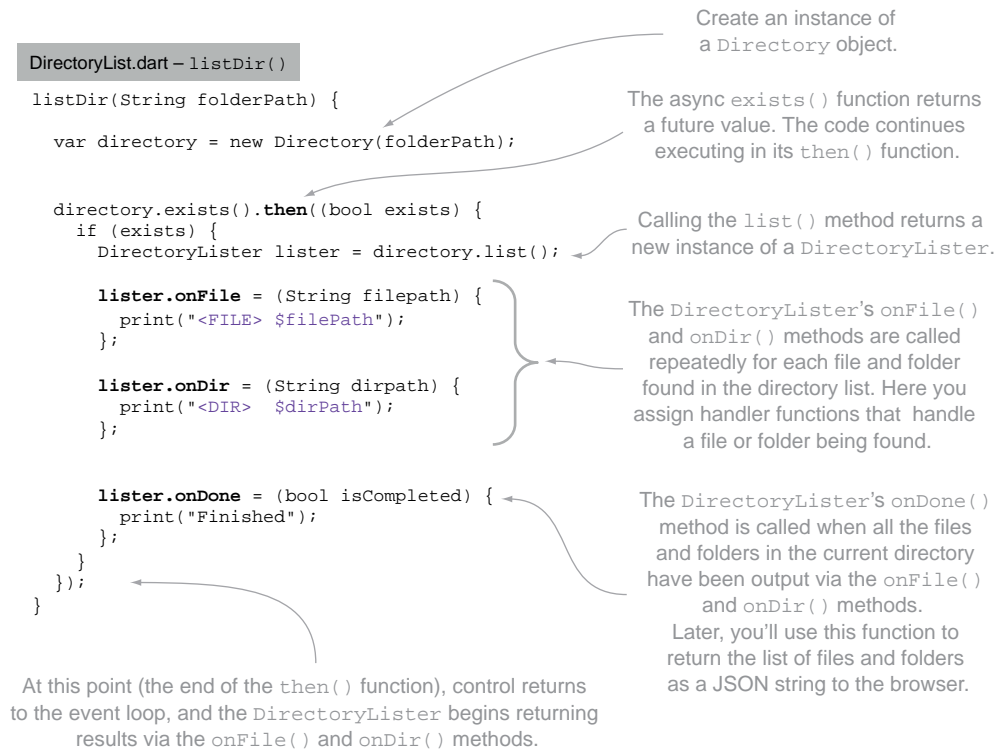 Create an instance of
a Directory object.
DirectoryList.dart – listDir()
listDir(String folderPath) {
var directory = new Directory(folderPath);
The async exists() function returns
a future value. The code continues
executing in its then() function.
directory.exists().then((bool exists) {
if (exists) {
DirectoryLister lister = directory.list();
Calling the list() method returns a
new instance of a DirectoryLister.
lister.onFile = (String filepath) {
print("<FILE> $filePath");
};
lister.onDir = (String dirpath) {
print("<DIR>  $dirPath");
};
The DirectoryLister's onFile()
and onDir() methods are called
repeatedly for each file and folder
found in the directory list. Here you
assign handler functions that handle
a file or folder being found.
lister.onDone = (bool isCompleted) {
print("Finished");
};
}
});
}
The DirectoryLister's onDone()
method is called when all the files
and folders in the current directory
have been output via the onFile()
and onDir() methods.
Later, you'll use this function to
return the list of files and folders
as a JSON string to the browser.
At this point (the end of the then() function), control returns
to the event loop, and the DirectoryLister begins returning
results via the onFile() and onDir() methods.